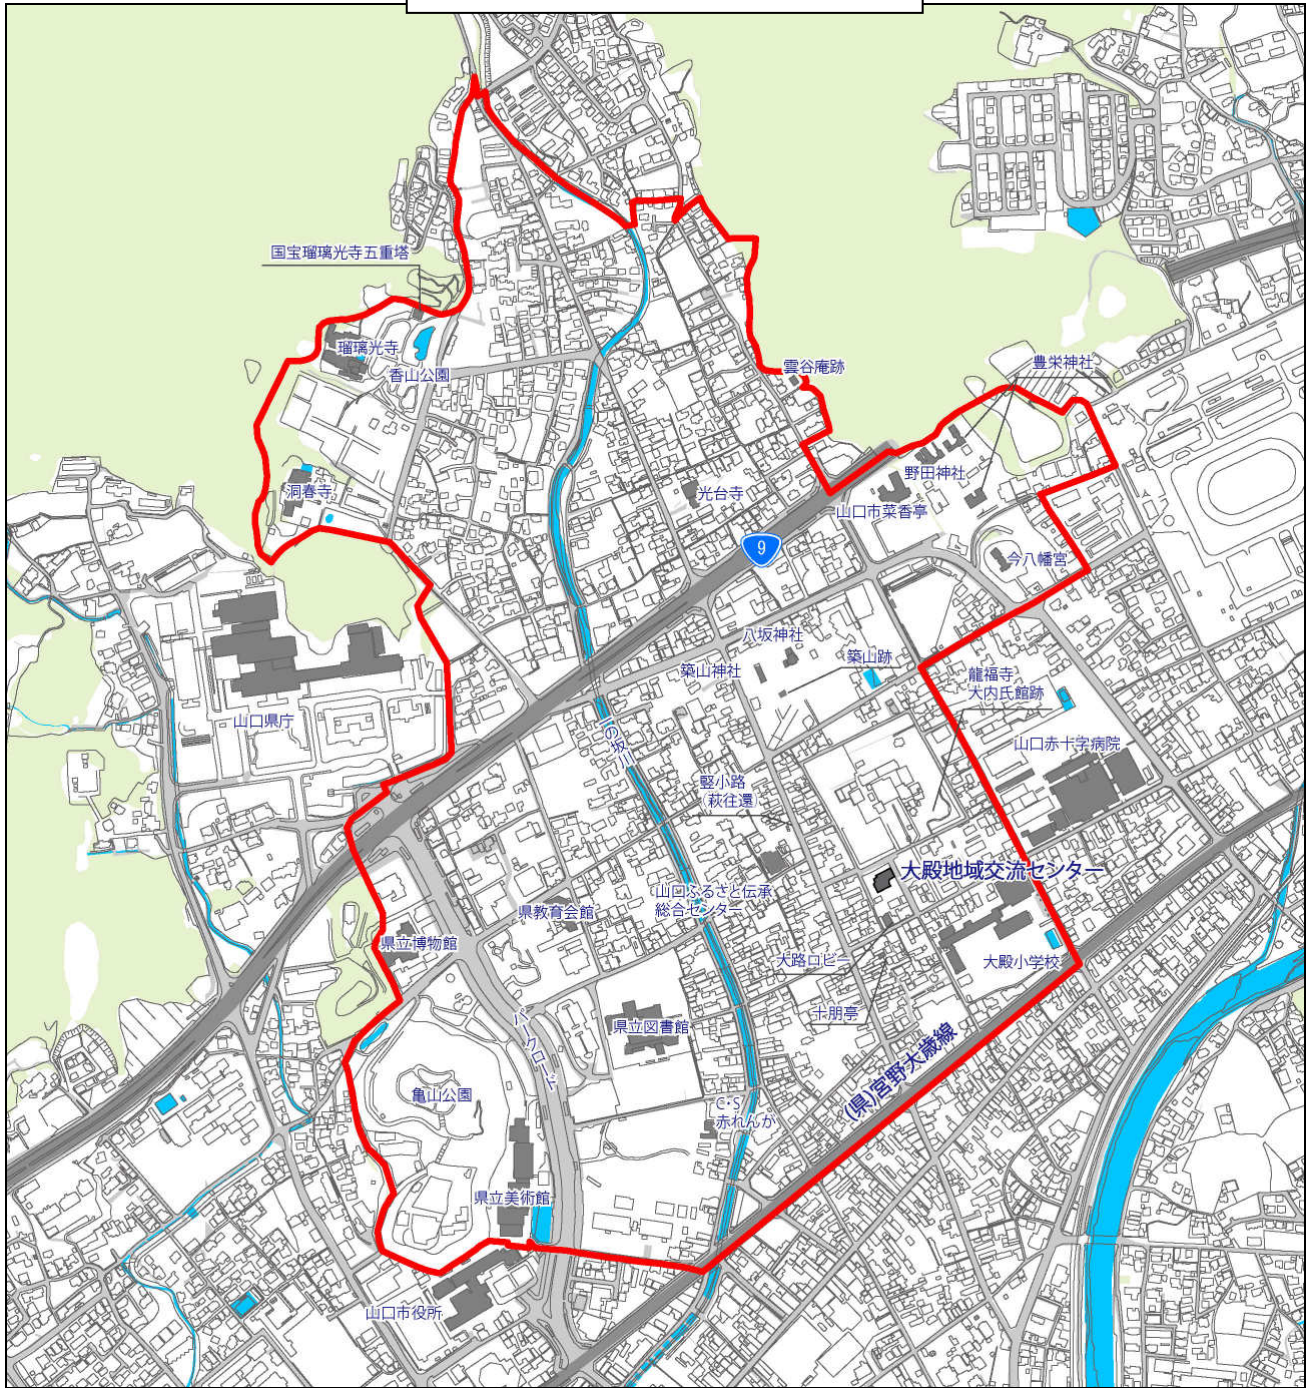 国宝瑠璃光寺五重塔
瑠璃光寺
香山公園
雲谷庵跡
豊栄神社
野田神社
洞春寺
光台寺
山口市菜香亭
9
今八幡宮
八坂神社
築山神社
築山跡
龍福寺
大内氏館跡
山口県庁
一の坂川
山口赤十字病院
竪小路
(萩往還)
大殿地域交流センター
山口ふるさと伝承
総合センター
県教育会館
県立博物館
大路ロビー
大殿小学校
十朋亭
県立図書館
パークロード
(県)宮野大歳線
亀山公園
C・S
赤れんが
県立美術館
山口市役所